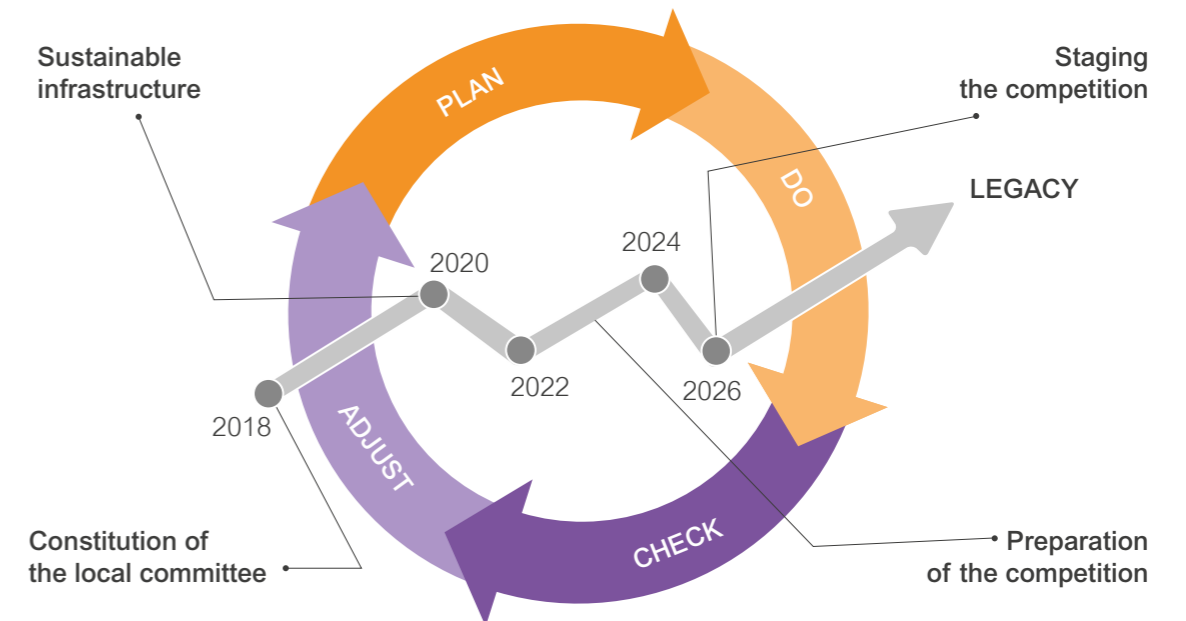 Sustainable
infrastructure
PLAN
Staging
the competition
DO
LEGACY
2020
2024
2022
2026
2018
ADJUST
CHECK
Constitution of
the local committee
Preparation
of the competition